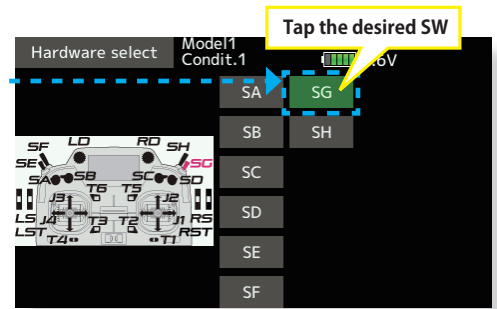 Tap the desired SW
Hardware select
Model1
Condit.1
6V
SA SG
SB SH
SC
SD
SE
SF
SF LD RD SH
SE SG
SA SB SC SD
T6 T5
J3 J2
LS J4 T3 T2 J1 RS
LST T4 T1 RST